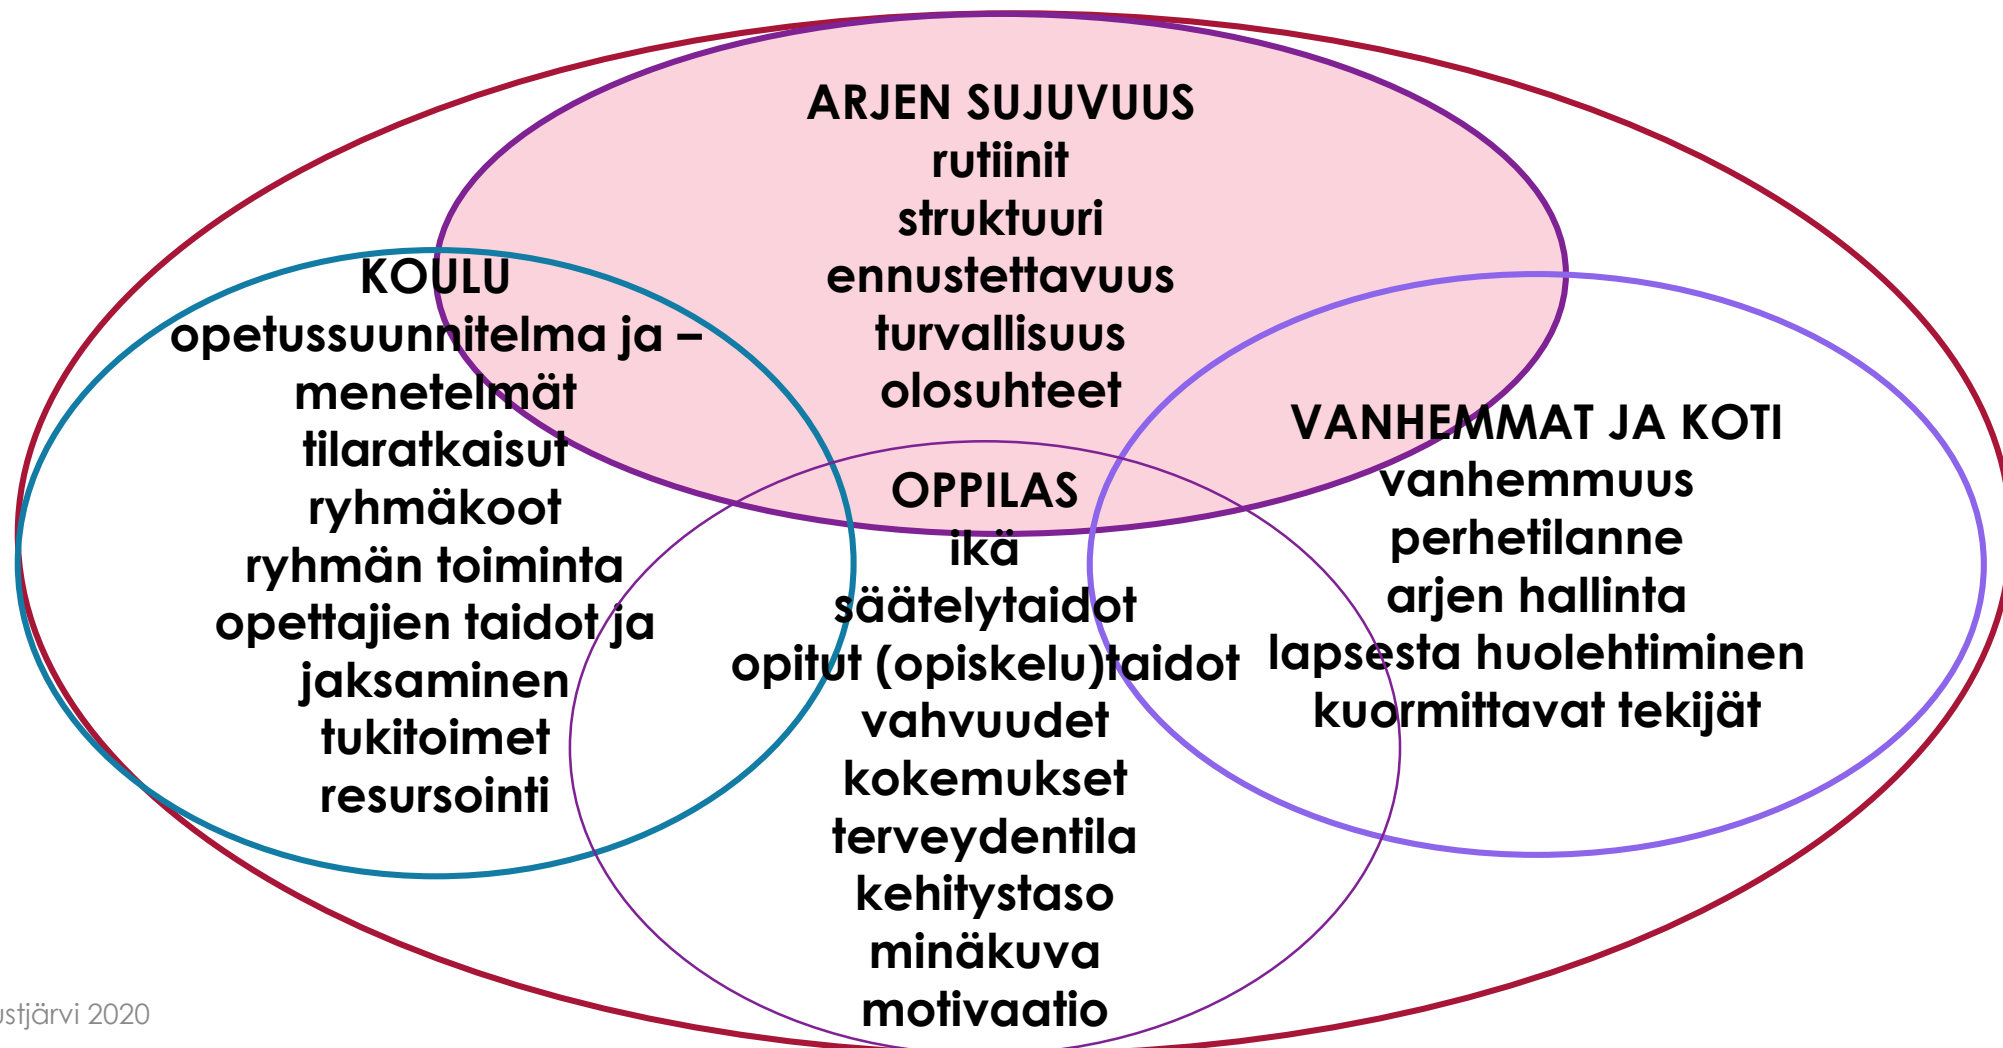 ARJEN SUJUVUUS
rutiinit
struktuuri
ennustettavuus
turvallisuus
olosuhteet
KOULU
opetussuunnitelma ja –
menetelmät
tilaratkaisut
ryhmäkoot
ryhmän toiminta
opettajien taidot ja
jaksaminen
tukitoimet
resursointi
OPPILAS
ikä
säätelytaidot
opitut (opiskelu)taidot
vahvuudet
kokemukset
terveydentila
kehitystaso
minäkuva
motivaatio
VANHEMMAT JA KOTI
vanhemmuus
perhetilanne
arjen hallinta
lapsesta huolehtiminen
kuormittavat tekijät
2020